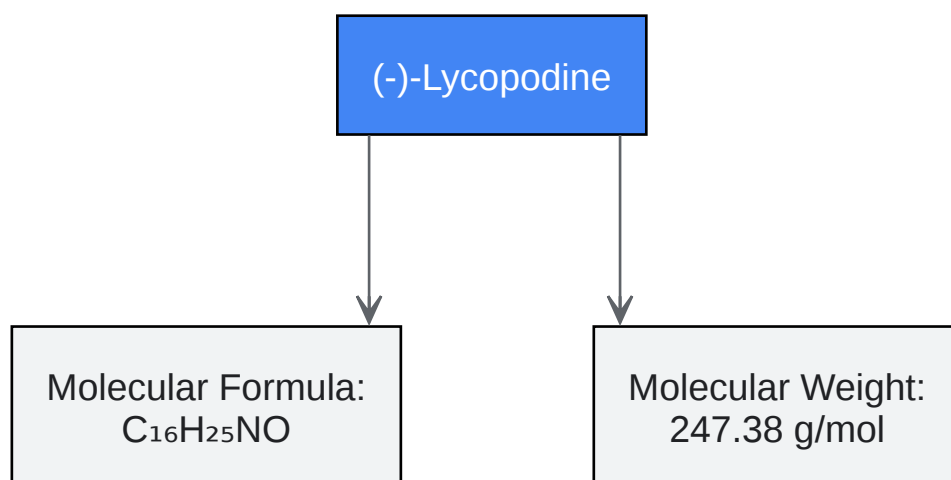 (-)-Lycopodine
Molecular Formula:
C₁₆H₂₅NO
Molecular Weight:
247.38 g/mol